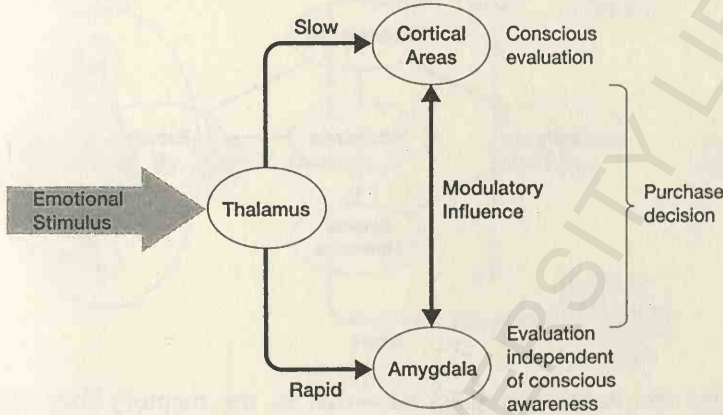 Slow
Cortical
Areas
Conscious
evaluation
Emotional
Stimulus
Thalamus
Modulatory
Influence
Purchase
decision
Rapid
Amygdala
Evaluation
independent
of conscious
awareness